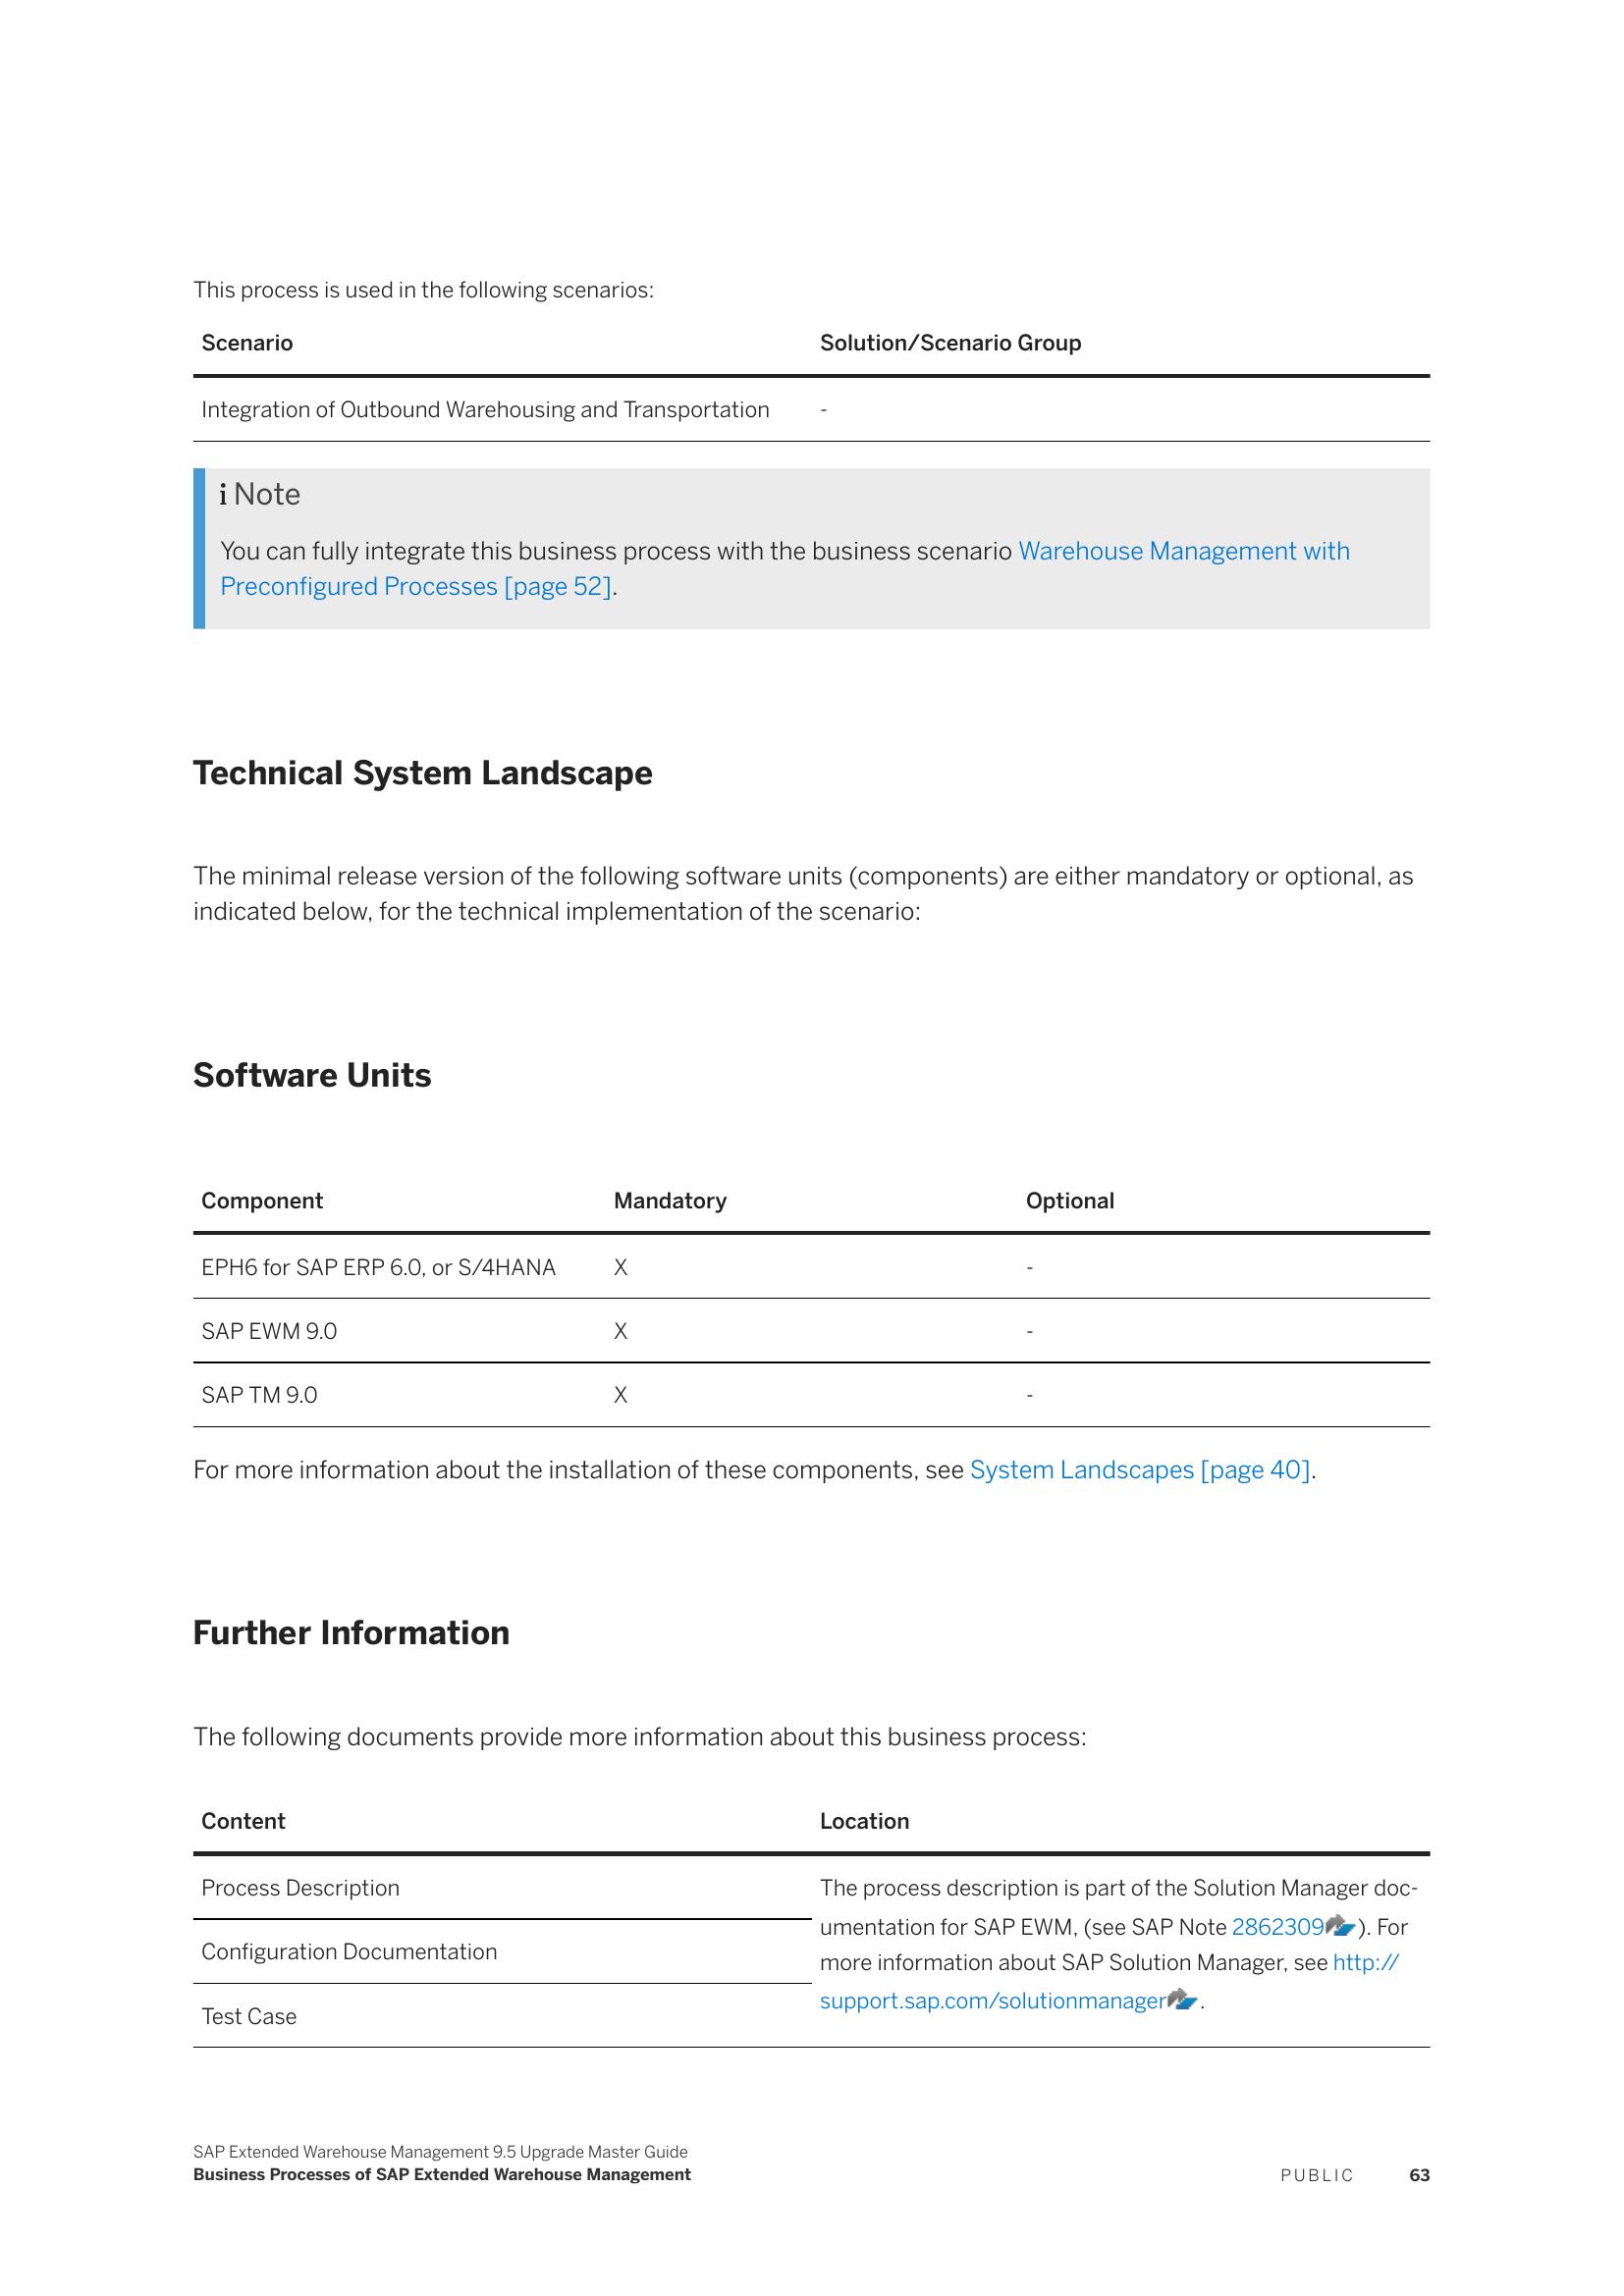 This process is used in the following scenarios:
Scenario Solution/Scenario Group
Integration of Outbound Warehousing and Transportation -
i Note
You can fully integrate this business process with the business scenario Warehouse Management with
Preconfigured Processes [page 52].
Technical System Landscape
The minimal release version of the following software units (components) are either mandatory or optional, as
indicated below, for the technical implementation of the scenario:
Software Units
Component Mandatory Optional
EPH6 for SAP ERP 6.0, or S/4HANA X -
SAP EWM 9.0 X -
SAP TM 9.0 X -
For more information about the installation of these components, see System Landscapes [page 40].
Further Information
The following documents provide more information about this business process:
Content Location
Process Description
Configuration Documentation
Test Case
The process description is part of the Solution Manager doc-
umentation for SAP EWM, (see SAP Note 2862309). For
more information about SAP Solution Manager, see http://
support.sap.com/solutionmanager.
SAP Extended Warehouse Management 9.5 Upgrade Master Guide
Business Processes of SAP Extended Warehouse Management PUBLIC 63